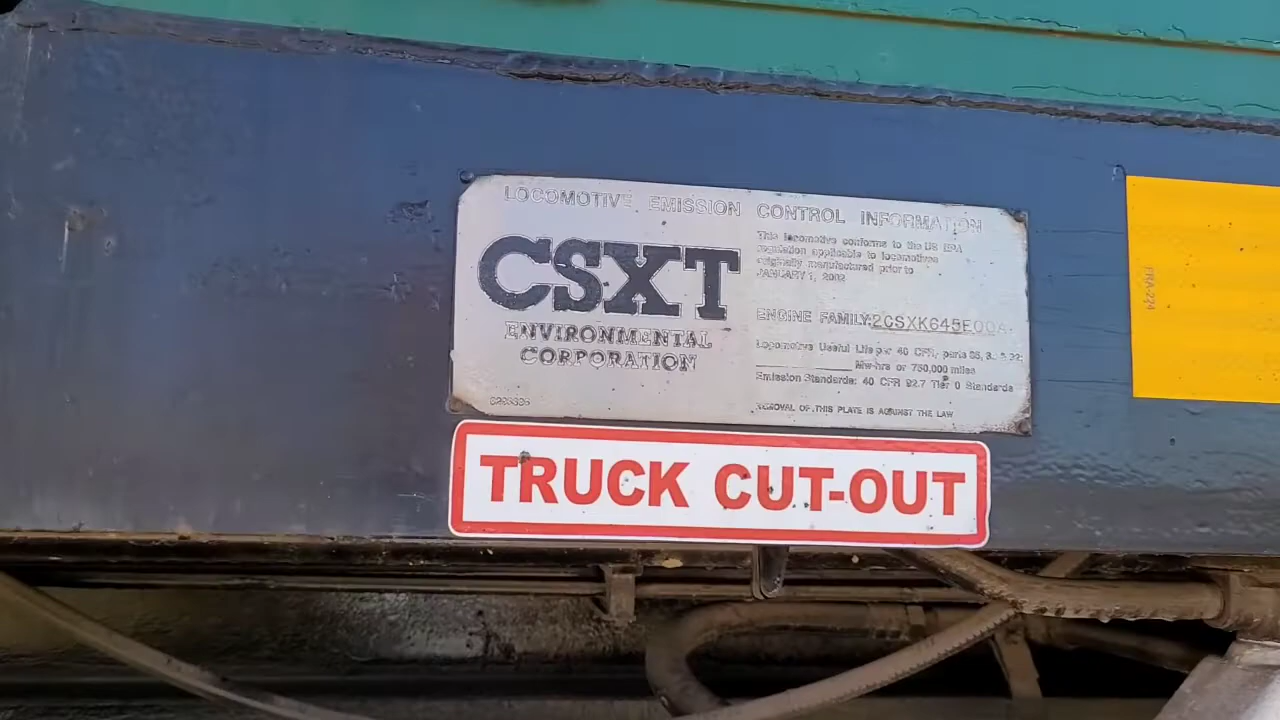 LOCOMOTIVE EMISSION CONTROL INFORMATION
CSXT
ENVIRONMENTAL
CORPORATION
This locomotive conforms to the US EPA
regulation applicable to locomotives
originally manufactured prior to
JANUARY 1, 2002
ENGINE FAMILY:2CSXK645E00A
Locomotive Useful Life per 40 CFR, parts
Mw-hrs or 750,000 miles
Emission Standards: 40 CFR 92.7 Tier 0 Standards
REMOVAL OF THIS PLATE IS AGAINST THE LAW
TRUCK CUT-OUT
FRA-224